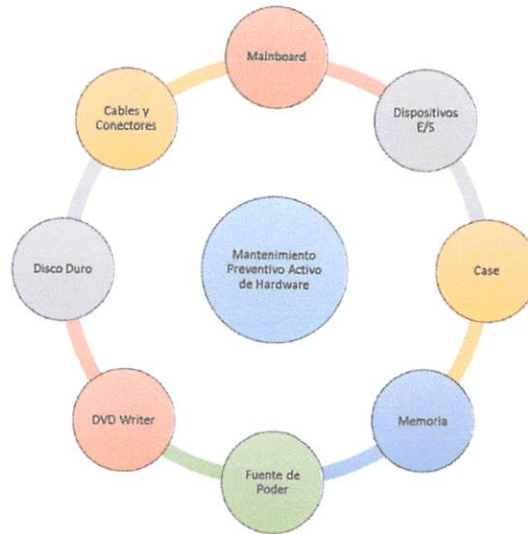 Mainboard
Cables y
Conectores
Dispositivos
E/S
Mantenimiento
Preventivo Activo
de Hardware
Disco Duro
Case
DVD Writer
Memoria
Fuente de
Poder